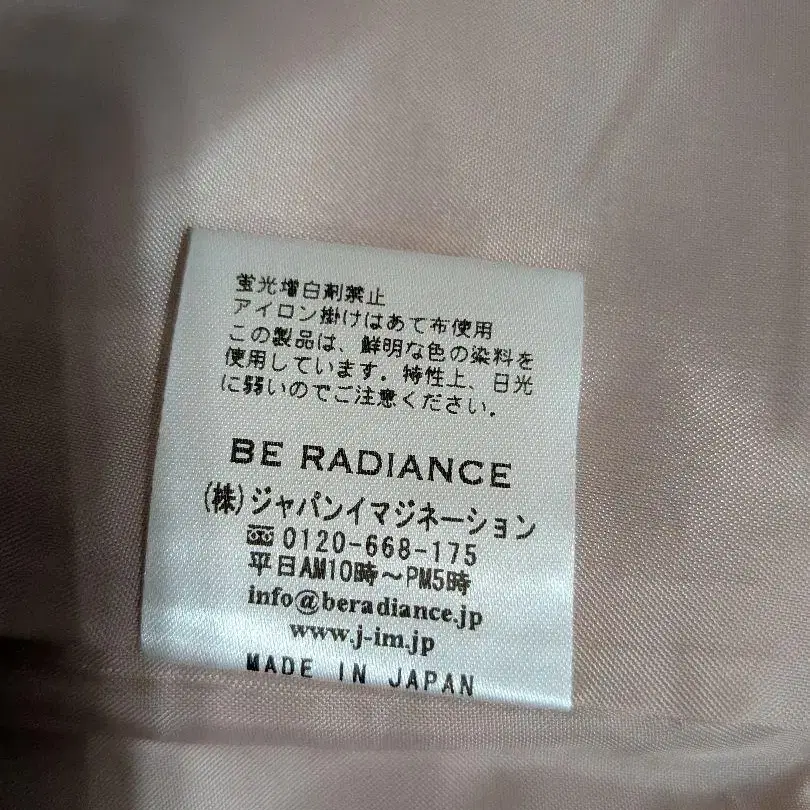 蛍光増白剤禁止
アイロン掛けはあて布使用
この製品は、鮮明な色の染料を
使用しています。特性上、日光
に弱いのでご注意ください。
BE RADIANCE
(株)ジャパンイマジネーション
0120-668-175
平日AM10時～PM5時
info@beradiance.jp
www.j-im.jp
MADE IN JAPAN